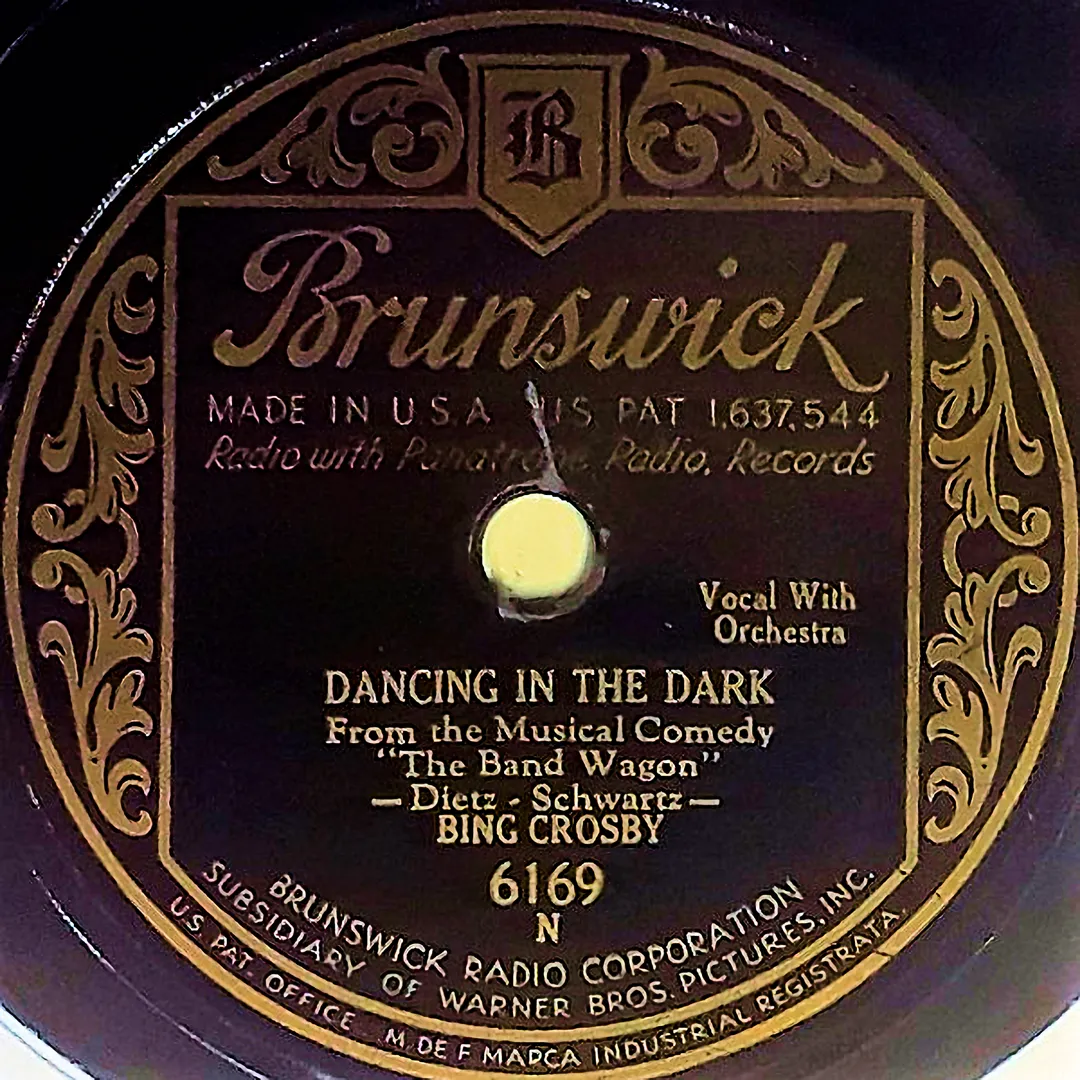 B
Brunswick
MADE IN U.S.A U.S PAT 1,637,544
Radio with Panatrope, Radio, Records
Vocal With
Orchestra
DANCING IN THE DARK
From the Musical Comedy
"The Band Wagon"
— Dietz - Schwartz —
BING CROSBY
6169
N
BRUNSWICK RADIO CORPORATION
SUBSIDIARY OF WARNER BROS. PICTURES, INC.
U.S. PAT. OFFICE M. DE F MARCA INDUSTRIAL REGISTRATA.